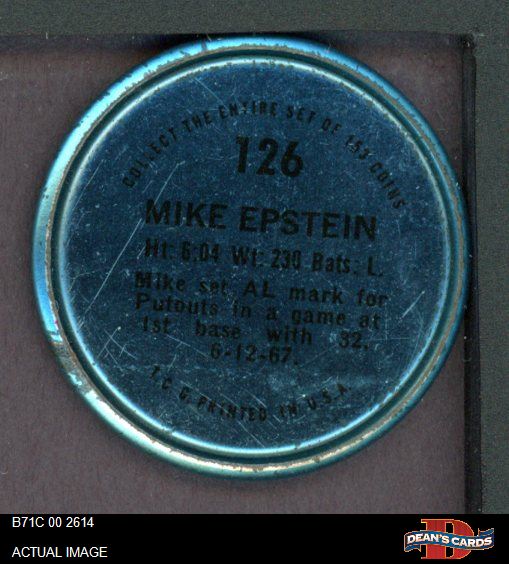 COLLECT THE ENTIRE SET OF 153 COINS
126
MIKE EPSTEIN
Ht: 6:04 Wt: 230 Bats: L.
Mike set AL mark for
Putouts in a game at
1st base with 32,
6-12-67.
T.C.G. PRINTED IN U.S.A.
B71C 00 2614
ACTUAL IMAGE
D
DEAN'S CARDS